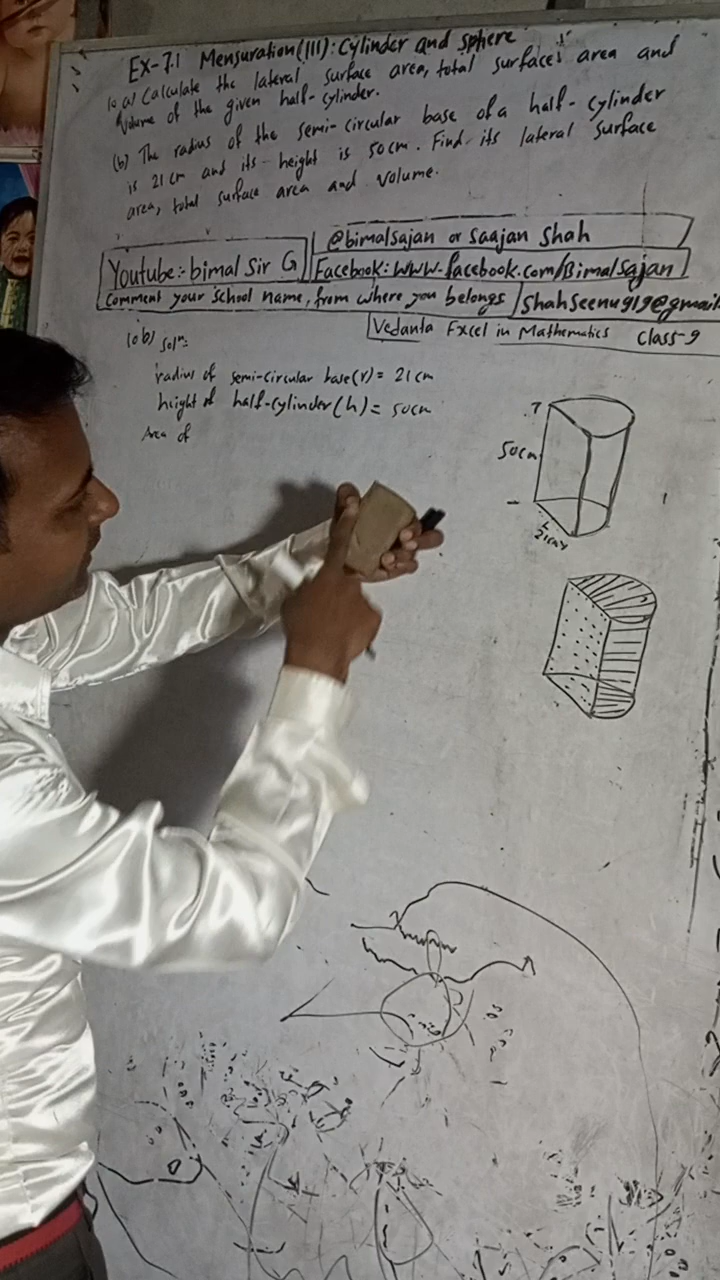 Ex-7.1 Mensuration(III): Cylinder and sphere
10.a) Calculate the lateral surface area, total surface area and
volume of the given half-cylinder.
(b) The radius of the semi-circular base of a half-cylinder
is 21 cm and its height is 50cm. Find its lateral surface
area, total surface area and volume.
@bimalsajan or Saajan Shah
Youtube:- bimal Sir G
Facebook: www.facebook.com/Bimalsajan
Comment your school name, from where you belongs
Shahseenu919@gmail
Vedanta Excel in Mathematics Class-9
10b) Solⁿ:
radius of semi-circular base(r) = 21 cm
height of half-cylinder(h) = 50cm
Area of
50cm
21cm